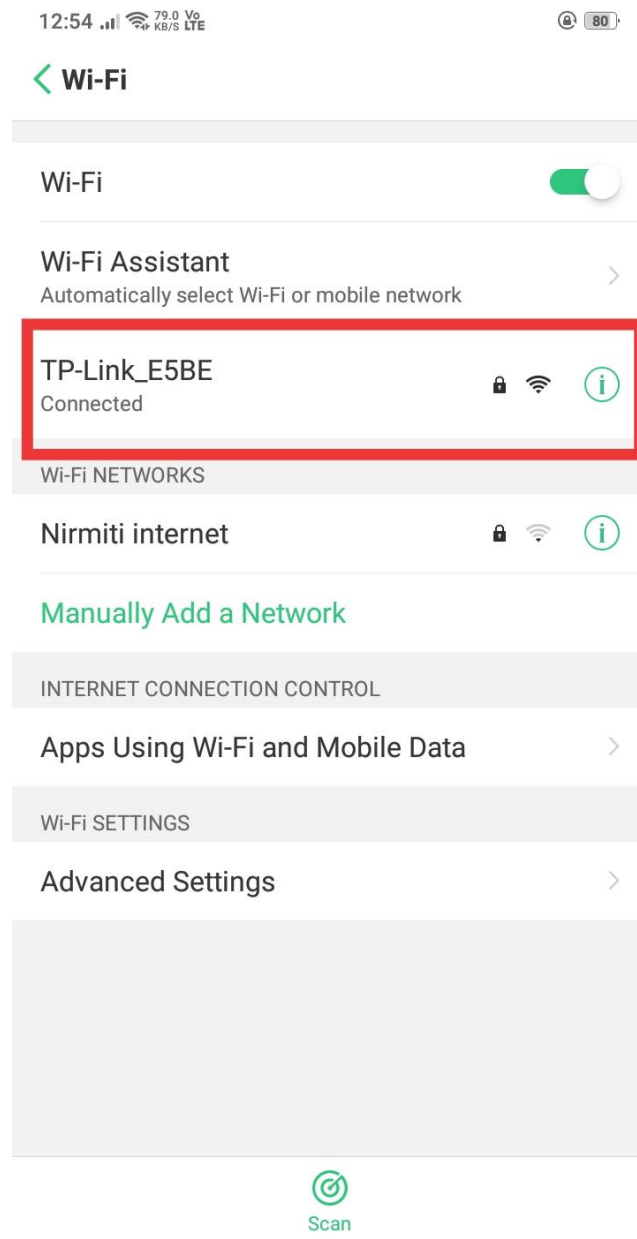 12:54 79.0 KB/S Vo LTE 80
Wi-Fi
Wi-Fi
Wi-Fi Assistant
Automatically select Wi-Fi or mobile network
TP-Link_E5BE
Connected
Wi-Fi NETWORKS
Nirmiti internet
Manually Add a Network
INTERNET CONNECTION CONTROL
Apps Using Wi-Fi and Mobile Data
Wi-Fi SETTINGS
Advanced Settings
Scan